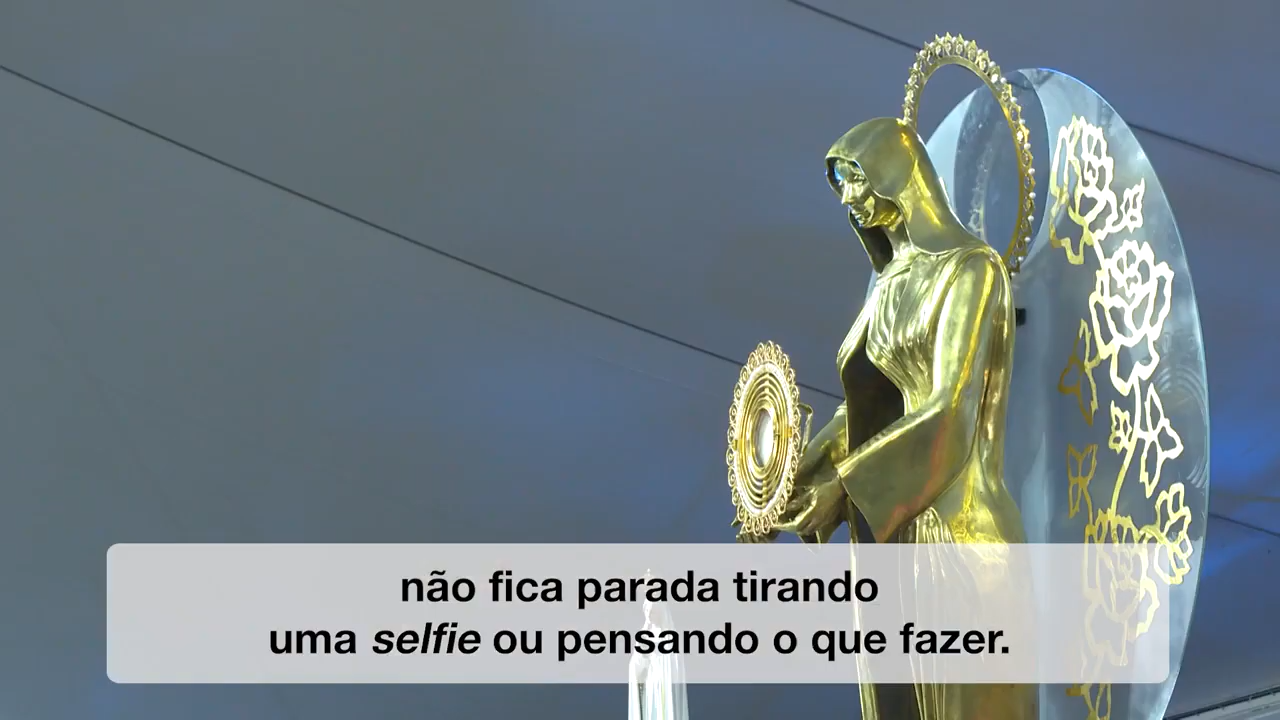 não fica parada tirando
uma selfie ou pensando o que fazer.